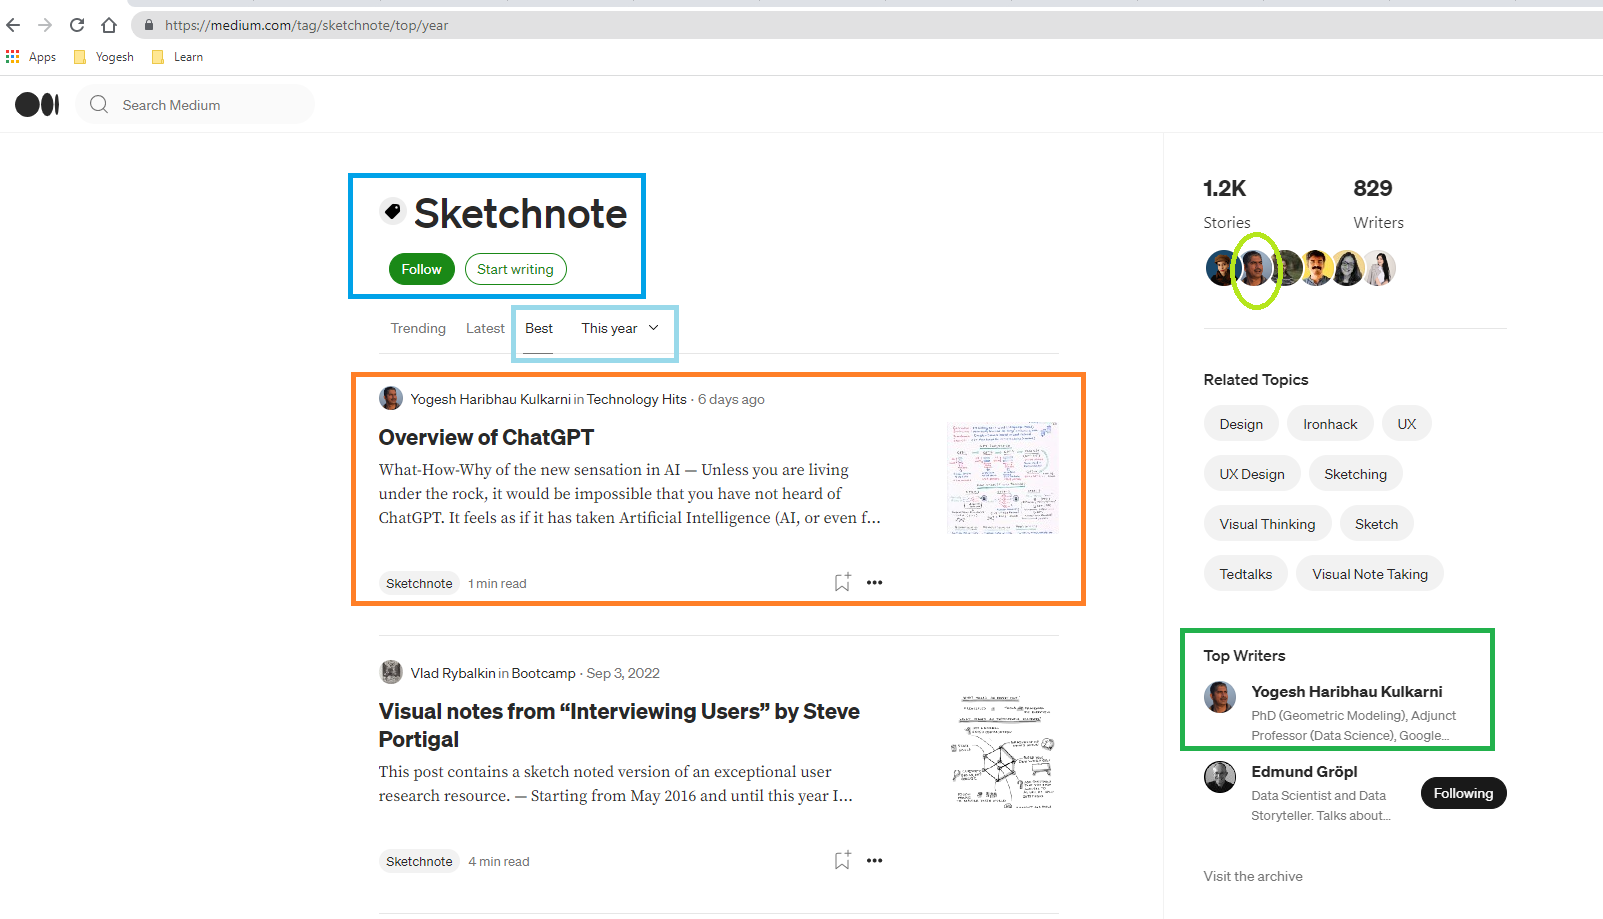 https://medium.com/tag/sketchnote/top/year
Apps
Yogesh
Learn
Search Medium
Sketchnote
Follow
Start writing
Trending
Latest
Best
This year
Yogesh Haribhau Kulkarni in Technology Hits · 6 days ago
Overview of ChatGPT
What-How-Why of the new sensation in AI — Unless you are living
under the rock, it would be impossible that you have not heard of
ChatGPT. It feels as if it has taken Artificial Intelligence (AI, or even f…
Sketchnote
1 min read
Vlad Rybalkin in Bootcamp · Sep 3, 2022
Visual notes from “Interviewing Users” by Steve
Portigal
This post contains a sketch noted version of an exceptional user
research resource. — Starting from May 2016 and until this year I…
Sketchnote
4 min read
1.2K
829
Stories
Writers
Related Topics
Design
Ironhack
UX
UX Design
Sketching
Visual Thinking
Sketch
Tedtalks
Visual Note Taking
Top Writers
Yogesh Haribhau Kulkarni
PhD (Geometric Modeling), Adjunct
Professor (Data Science), Google…
Edmund Gröpl
Data Scientist and Data
Storyteller. Talks about…
Following
Visit the archive